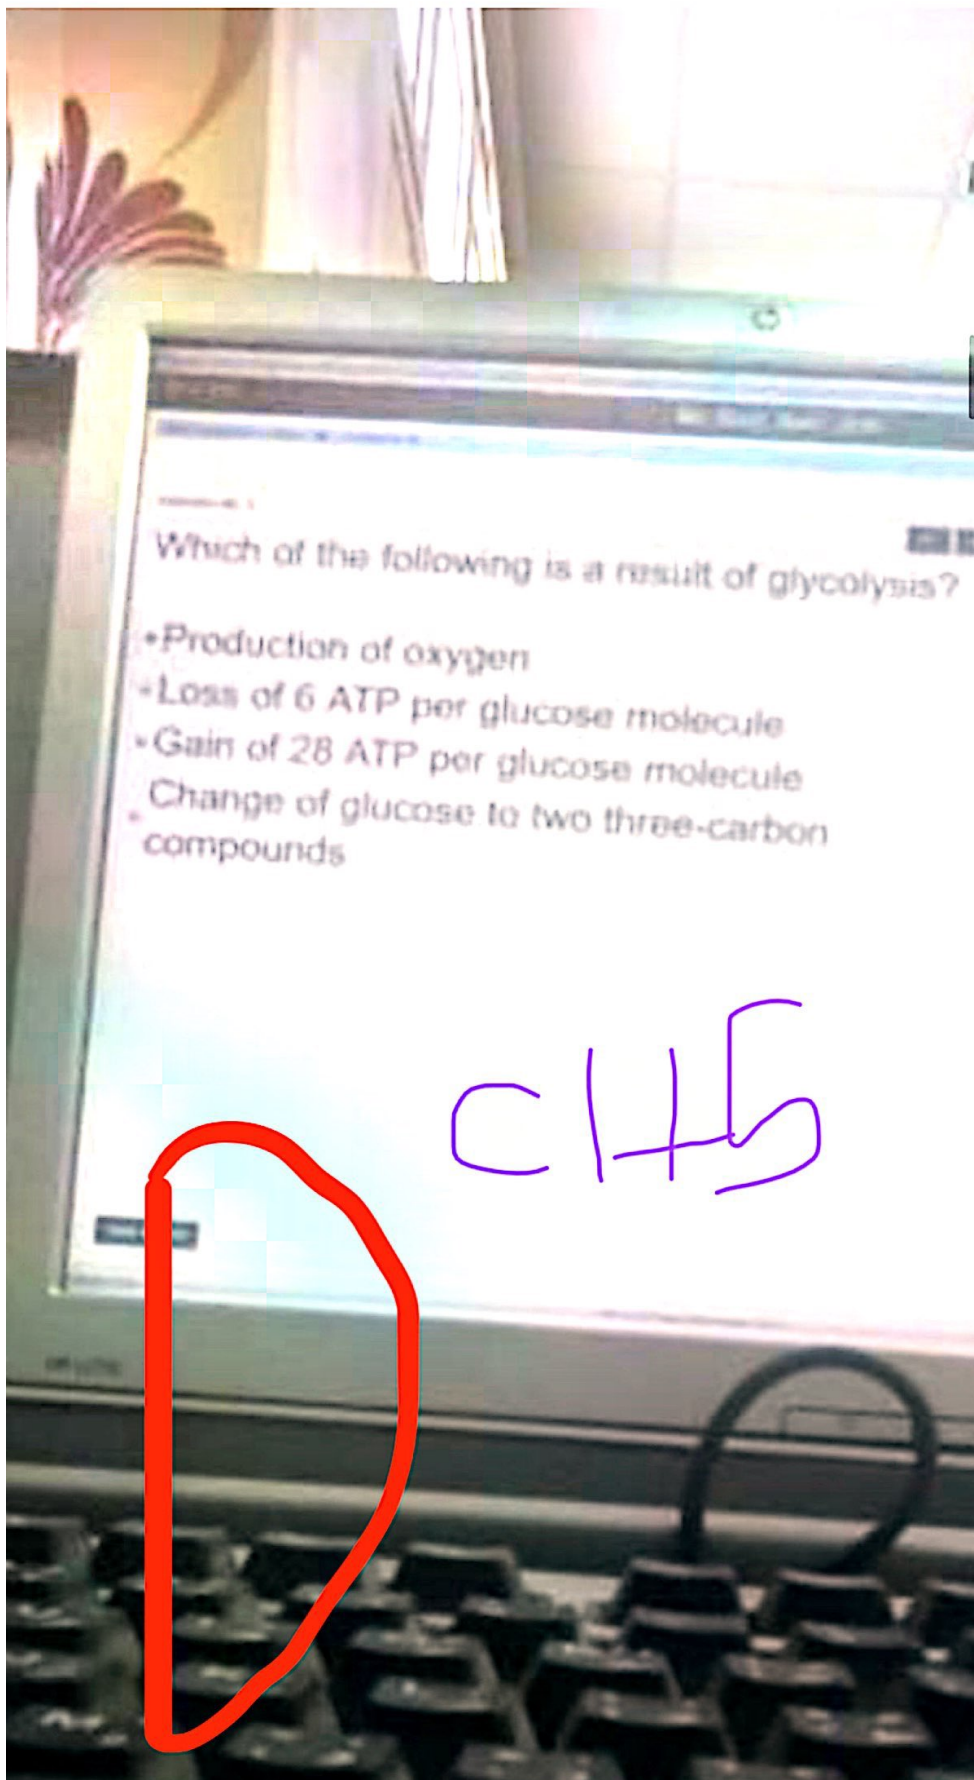 Which of the following is a result of glycolysis?
Production of oxygen
Loss of 6 ATP per glucose molecule
Gain of 28 ATP per glucose molecule
Change of glucose to two three-carbon
compounds
CH5
D